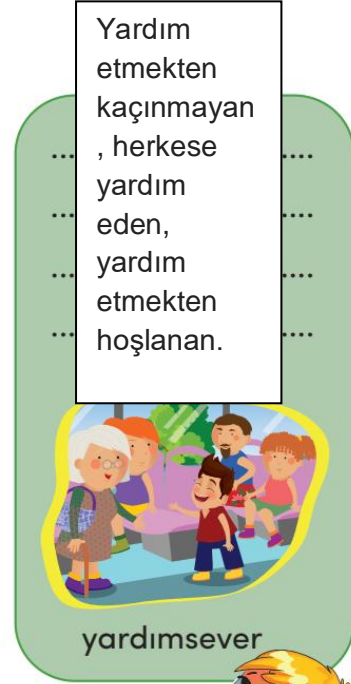 Yardım
etmekten
kaçınmayan
, herkese
yardım
eden,
yardım
etmekten
hoşlanan.
yardımsever